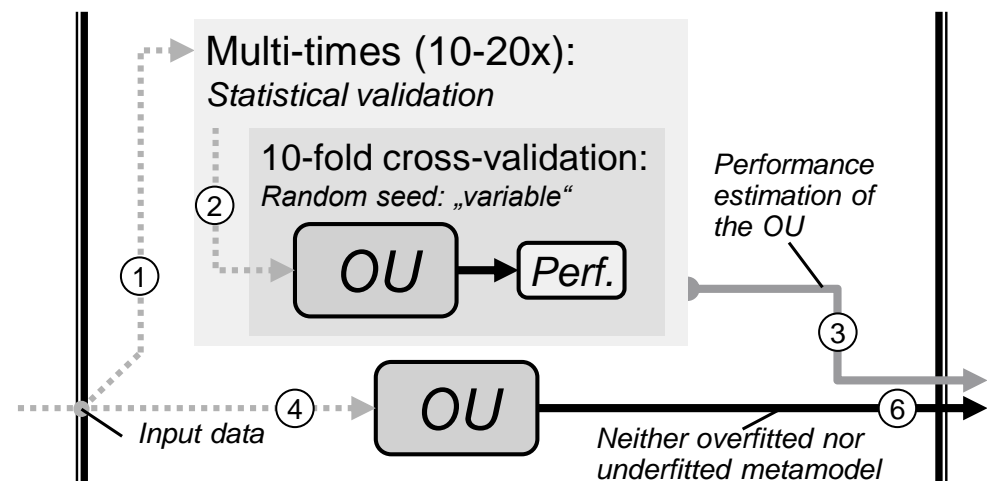 Multi-times (10-20x):
Statistical validation
10-fold cross-validation:
Random seed: „variable“
2
OU
Perf.
1
Performance
estimation of
the OU
3
4
OU
6
Input data
Neither overfitted nor
underfitted metamodel